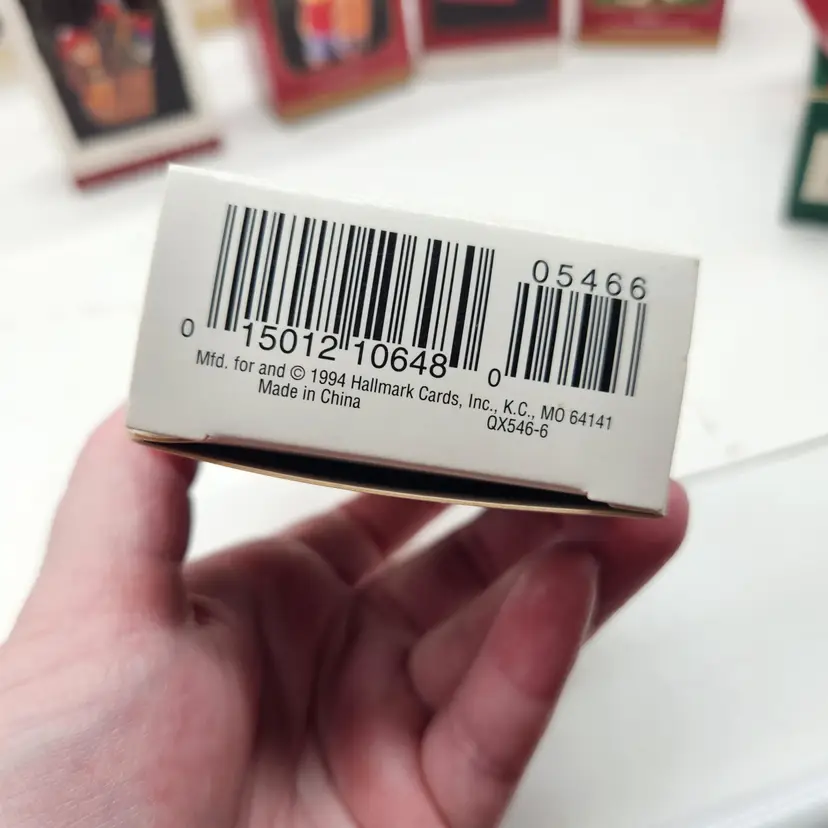 05466
0 15012 10648 0
Mfd. for and © 1994 Hallmark Cards, Inc., K.C., MO 64141
Made in China
QX546-6